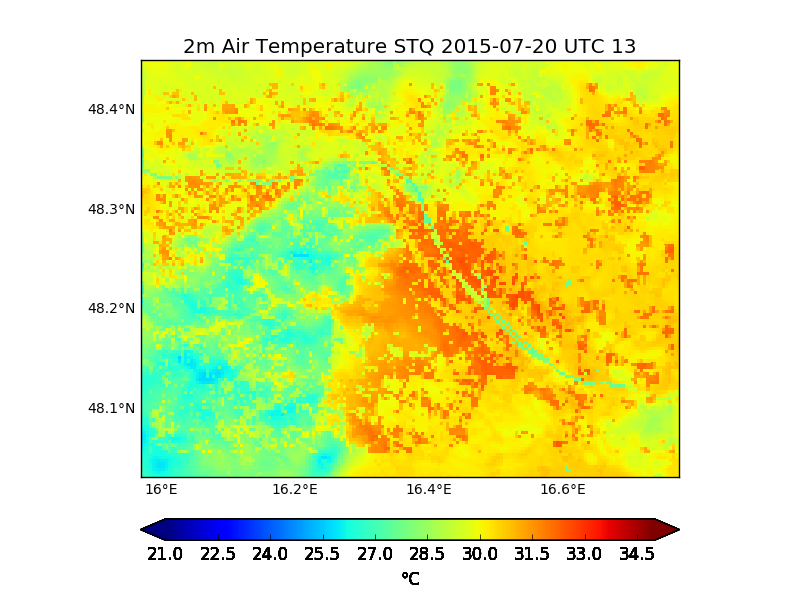 2m Air Temperature STQ 2015-07-20 UTC 13
48.4°N
48.3°N
48.2°N
48.1°N
16°E 16.2°E 16.4°E 16.6°E
21.0 22.5 24.0 25.5 27.0 28.5 30.0 31.5 33.0 34.5
°C